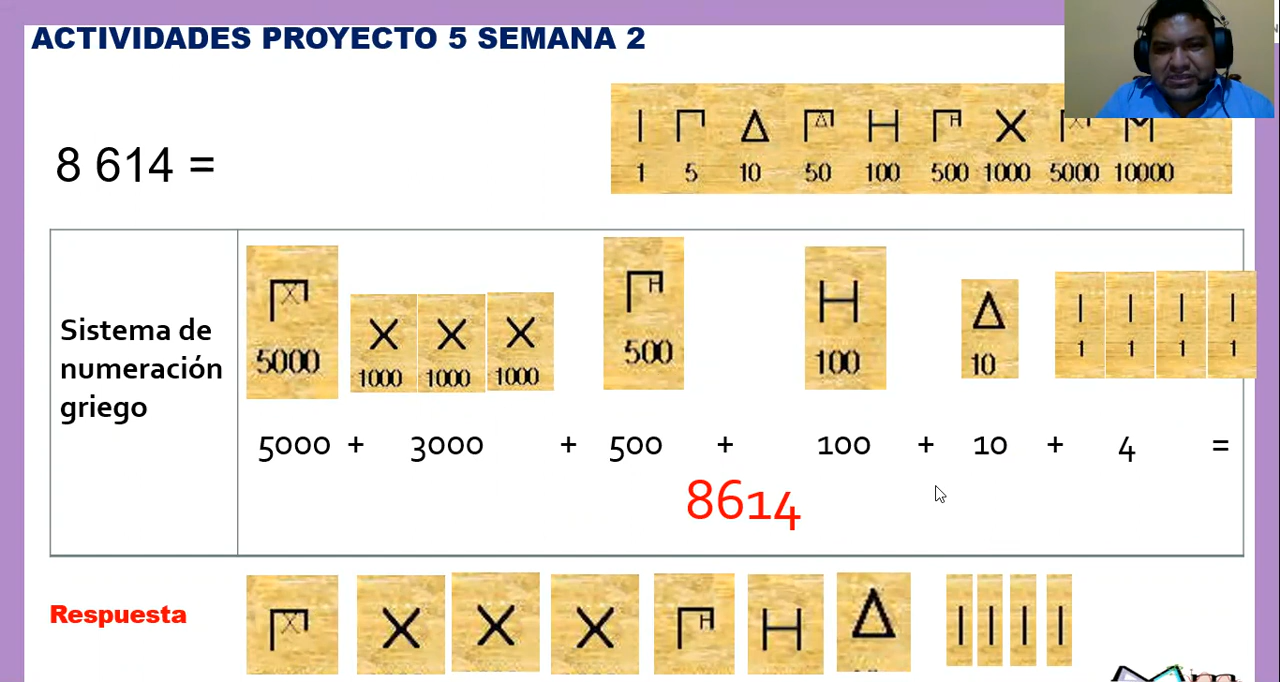 ACTIVIDADES PROYECTO 5 SEMANA 2
8 614 =
Ι Γ Δ 𐅄 Η 𐅅 Χ 𐅆 Μ
1 5 10 50 100 500 1000 5000 10000
Sistema de
numeración
griego
𐅆 Χ Χ Χ 𐅅 Η Δ Ι Ι Ι Ι
5000 1000 1000 1000 500 100 10 1 1 1 1
5000 + 3000 + 500 + 100 + 10 + 4 =
8614
Respuesta 𐅆 Χ Χ Χ 𐅅 Η Δ Ι Ι Ι Ι